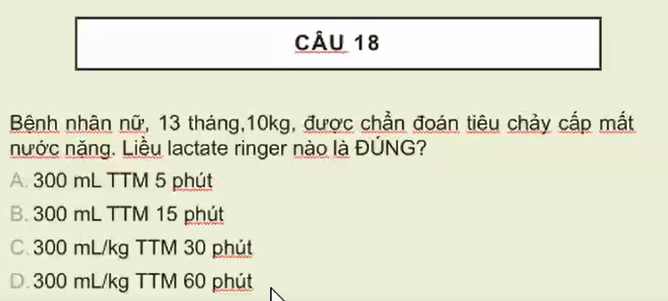 CÂU 18
Bệnh nhân nữ, 13 tháng,10kg, được chẩn đoán tiêu chảy cấp mất
nước nặng. Liều lactate ringer nào là ĐÚNG?
A. 300 mL TTM 5 phút
B. 300 mL TTM 15 phút
C. 300 mL/kg TTM 30 phút
D. 300 mL/kg TTM 60 phút